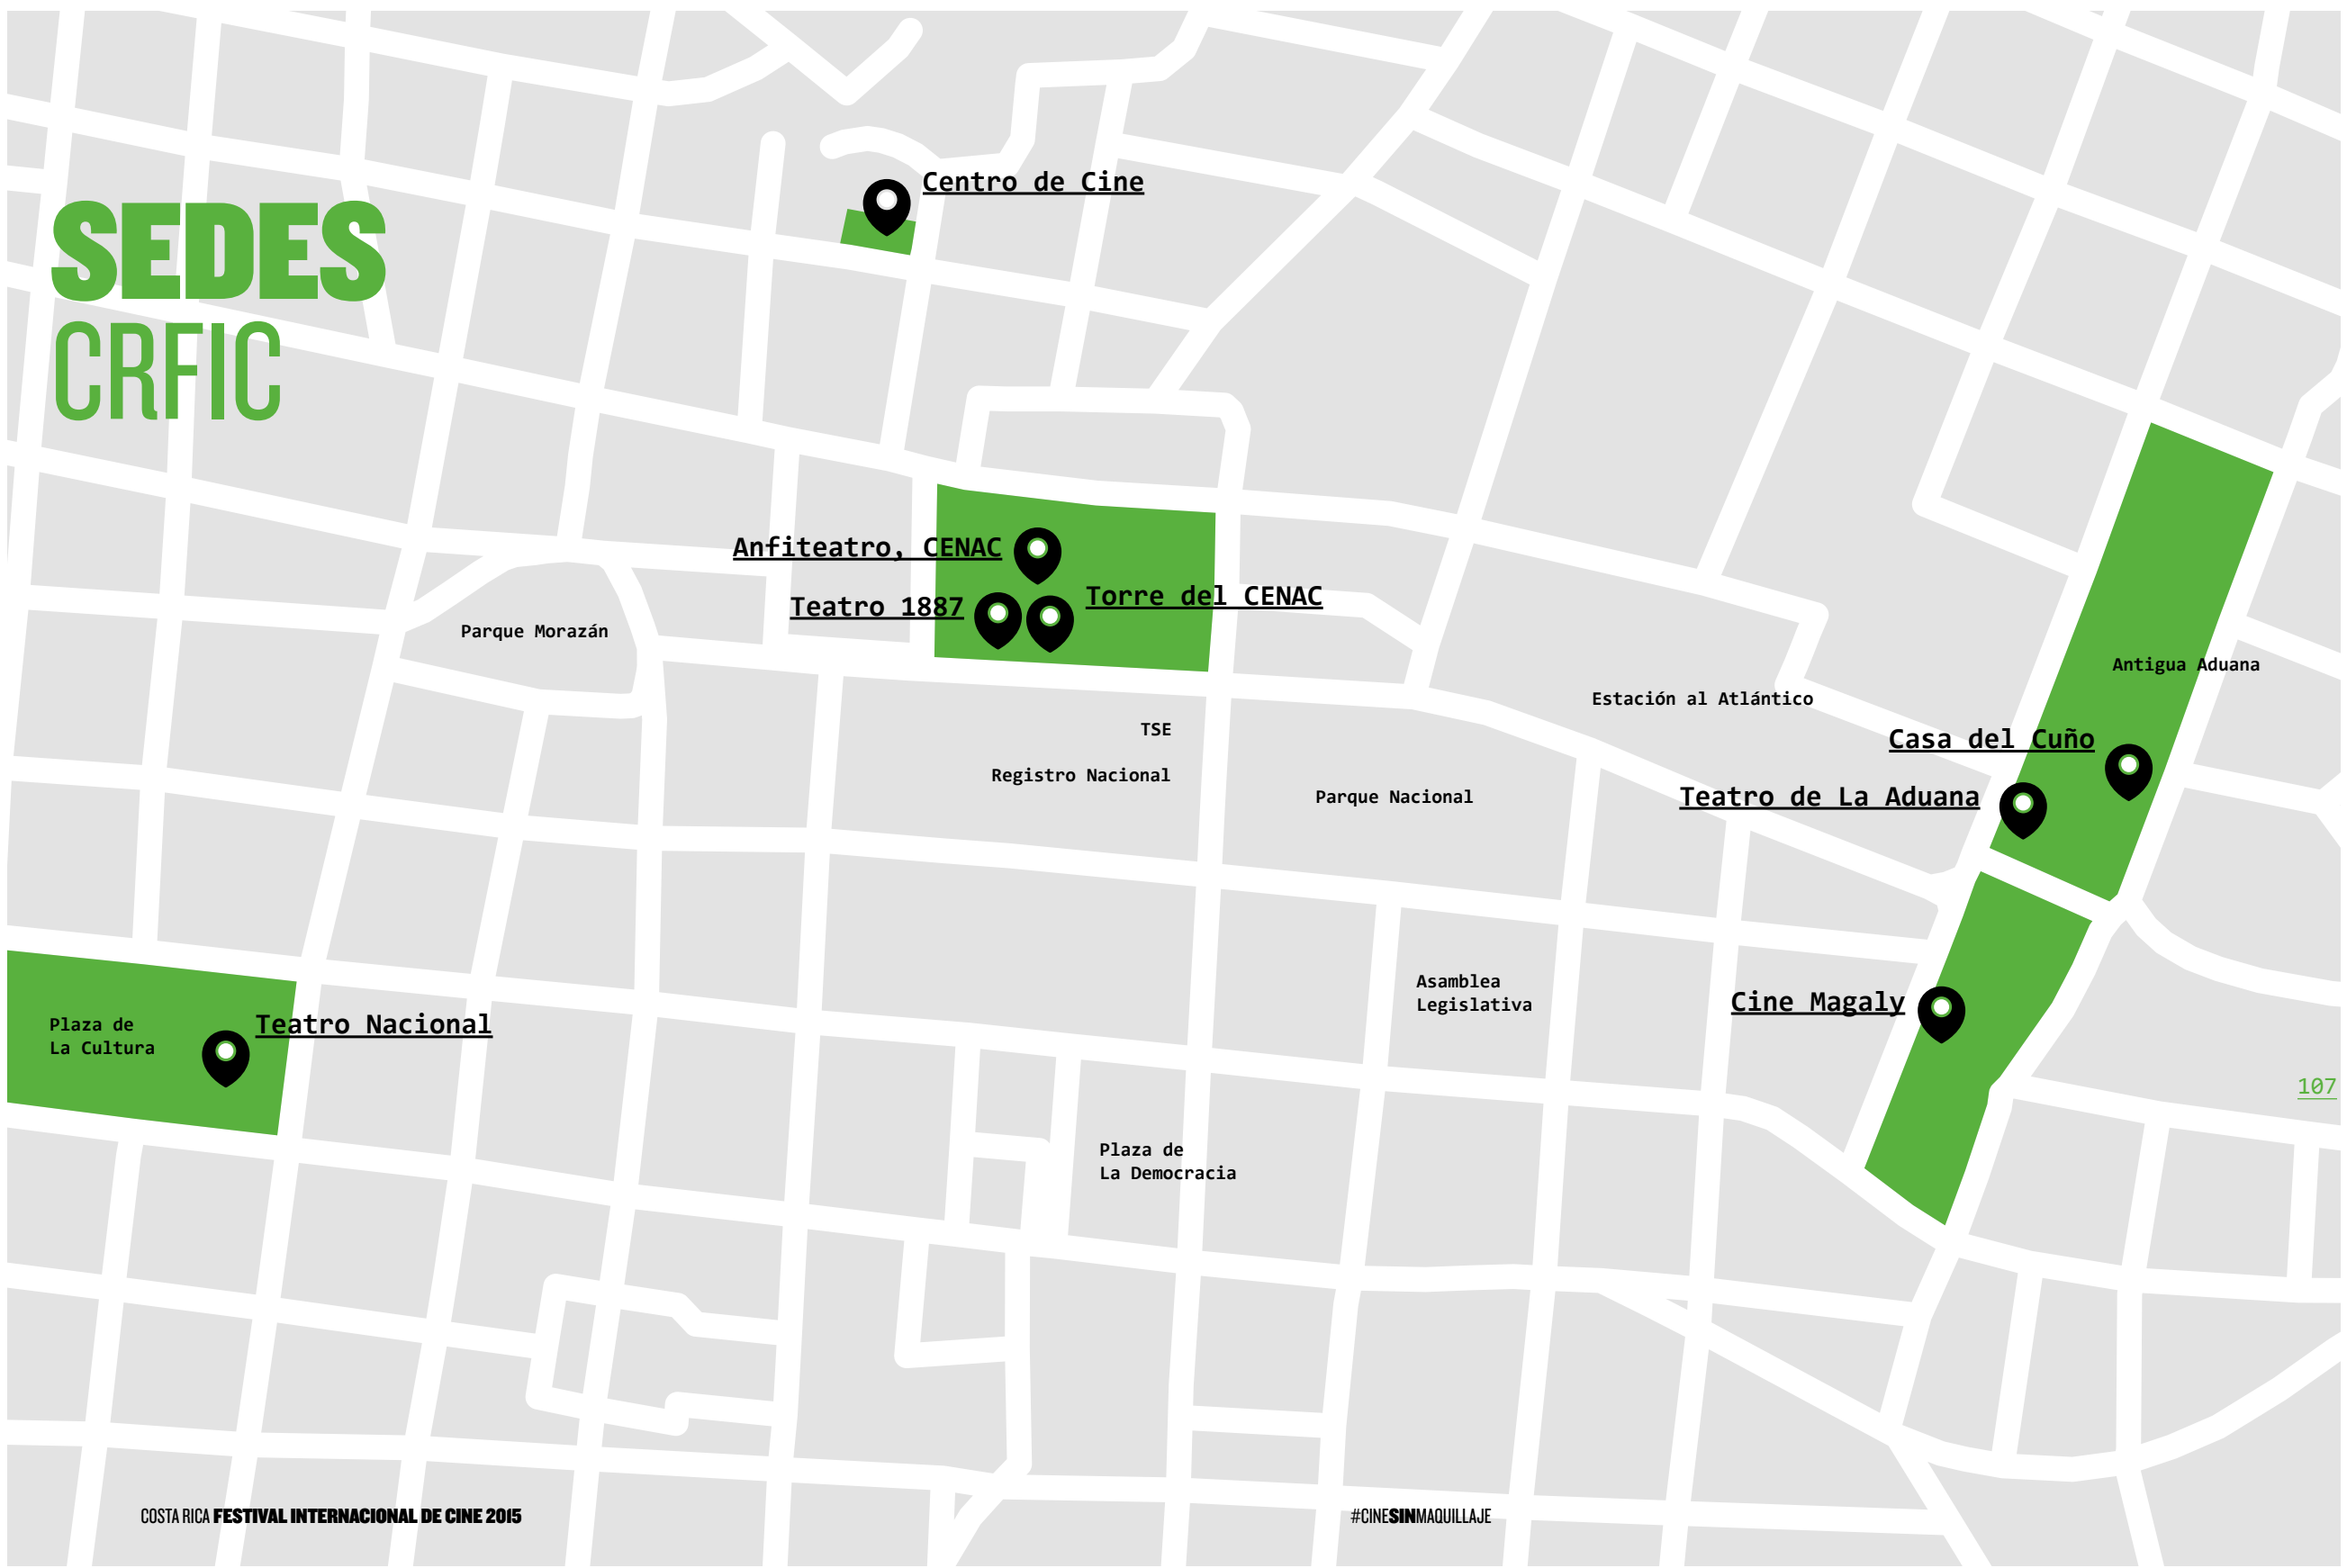 SEDES
CRFIC
Centro de Cine
Anfiteatro, CENAC
Teatro 1887
Torre del CENAC
Parque Morazán
Antigua Aduana
Estación al Atlántico
TSE
Casa del Cuño
Registro Nacional
Parque Nacional
Teatro de La Aduana
Asamblea
Legislativa
Cine Magaly
Plaza de
La Cultura
Teatro Nacional
107
Plaza de
La Democracia
COSTA RICA FESTIVAL INTERNACIONAL DE CINE 2015
#CINESINMAQUILLAJE